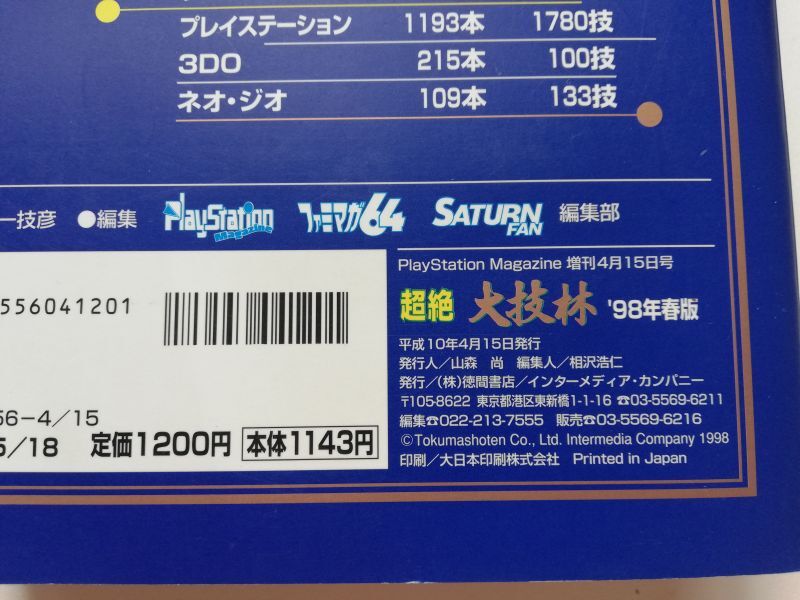 プレイステーション 1193本 1780技
3DO 215本 100技
ネオ・ジオ 109本 133技
一技彦 ●編集 PlayStation Magazine ファミマガ64 SATURN FAN 編集部
PlayStation Magazine 増刊4月15日号
超絶 大技林 '98年春版
平成10年4月15日発行
発行人／山森 尚 編集人／相沢浩仁
発行／(株)徳間書店／インターメディア・カンパニー
〒105-8622 東京都港区東新橋1-1-16 ☎03-5569-6211
編集☎022-213-7555 販売☎03-5569-6216
©Tokumashoten Co., Ltd. Intermedia Company 1998
印刷／大日本印刷株式会社 Printed in Japan
556041201
56-4/15
5/18 定価1200円 本体1143円